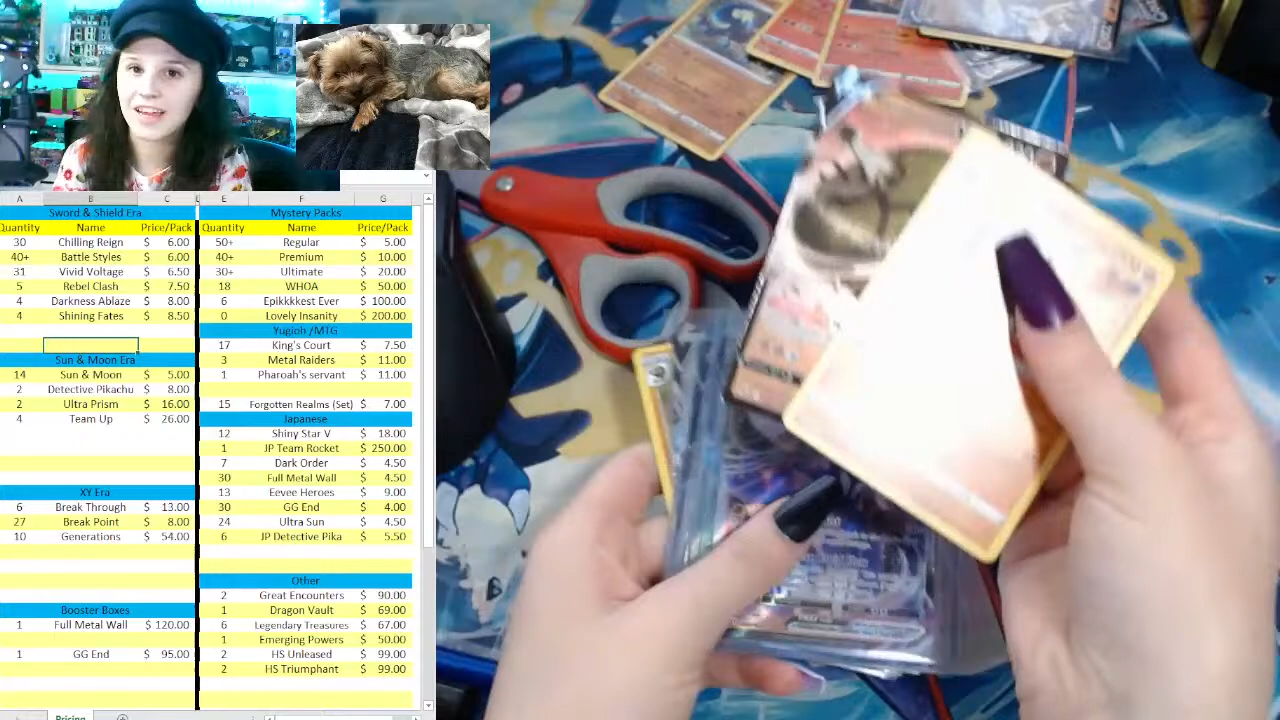 A B C L E F G
Sword & Shield Era
Quantity Name Price/Pack
30 Chilling Reign $ 6.00
40+ Battle Styles $ 6.00
31 Vivid Voltage $ 6.50
5 Rebel Clash $ 7.50
4 Darkness Ablaze $ 8.00
4 Shining Fates $ 8.50
Sun & Moon Era
14 Sun & Moon $ 5.00
2 Detective Pikachu $ 8.00
2 Ultra Prism $ 16.00
4 Team Up $ 26.00
XY Era
6 Break Through $ 13.00
27 Break Point $ 8.00
10 Generations $ 54.00
Booster Boxes
1 Full Metal Wall $ 120.00
1 GG End $ 95.00
Mystery Packs
Quantity Name Price/Pack
50+ Regular $ 5.00
40+ Premium $ 10.00
30+ Ultimate $ 20.00
18 WHOA $ 50.00
6 Epikkkkest Ever $ 100.00
0 Lovely Insanity $ 200.00
Yugioh /MTG
17 King's Court $ 7.50
3 Metal Raiders $ 11.00
1 Pharoah's servant $ 11.00
15 Forgotten Realms (Set) $ 7.00
Japanese
12 Shiny Star V $ 18.00
1 JP Team Rocket $ 250.00
7 Dark Order $ 4.50
30 Full Metal Wall $ 4.50
13 Eevee Heroes $ 9.00
30 GG End $ 4.00
24 Ultra Sun $ 4.50
6 JP Detective Pika $ 5.50
Other
2 Great Encounters $ 90.00
1 Dragon Vault $ 69.00
6 Legendary Treasures $ 67.00
1 Emerging Powers $ 50.00
2 HS Unleased $ 99.00
2 HS Triumphant $ 99.00
Pricing